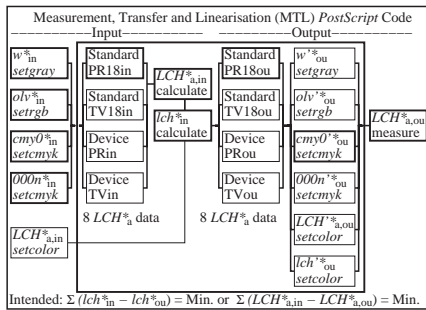 Measurement, Transfer and Linearisation (MTL) PostScript Code
Input
Output
w*in
setgray
olv*in
setrgb
cmy0*in
setcmyk
000n*in
setcmyk
LCH*a,in
setcolor
Standard
PR18in
Standard
TV18in
Device
PRin
Device
TVin
8 LCH*a data
LCH*a,in
calculate
lch*in
calculate
Standard
PR18ou
Standard
TV18ou
Device
PRou
Device
TVou
8 LCH*a data
w'*ou
setgray
olv'*ou
setrgb
cmy0'*ou
setcmyk
000n'*ou
setcmyk
LCH'*a,ou
setcolor
lch'*ou
setcolor
LCH*a,ou
measure
Intended: Σ (lch*in – lch*ou) = Min. or Σ (LCH*a,in – LCH*a,ou) = Min.